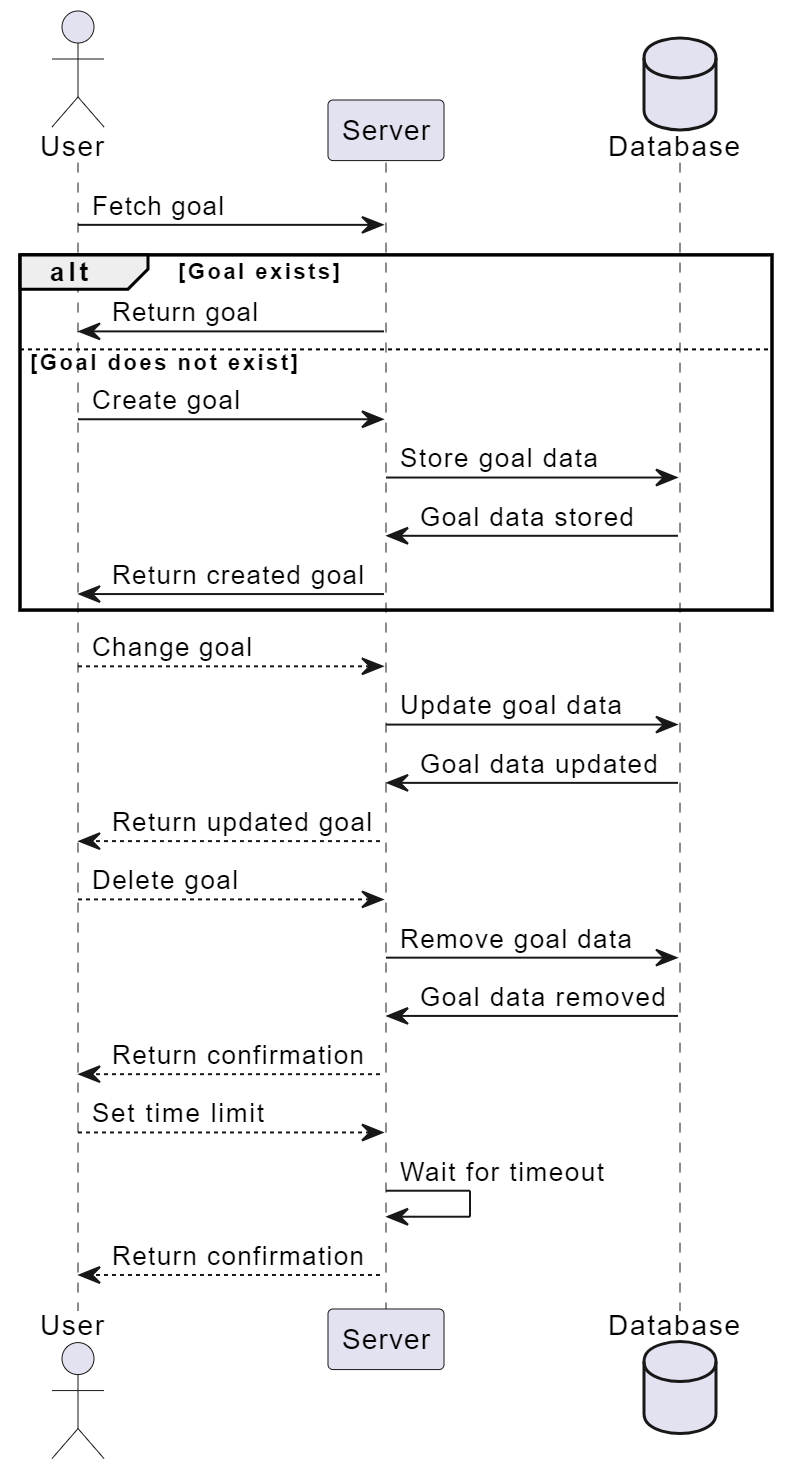 User
Server
Database
Fetch goal
alt [Goal exists]
Return goal
[Goal does not exist]
Create goal
Store goal data
Goal data stored
Return created goal
Change goal
Update goal data
Goal data updated
Return updated goal
Delete goal
Remove goal data
Goal data removed
Return confirmation
Set time limit
Wait for timeout
Return confirmation
User
Server
Database